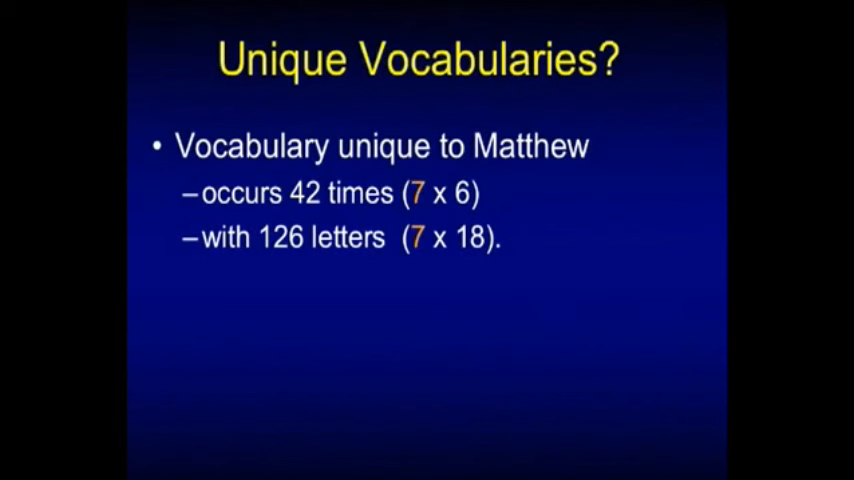 Unique Vocabularies?
• Vocabulary unique to Matthew
–occurs 42 times (7 x 6)
–with 126 letters (7 x 18).